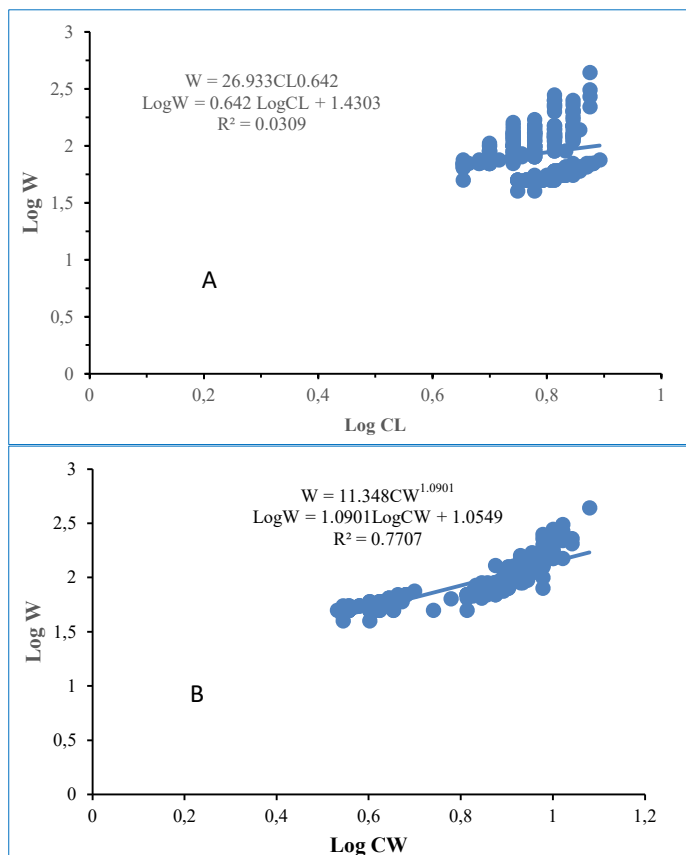 3
2,5
2
1,5
1
0,5
0
Log W
W = 26.933CL0.642
LogW = 0.642 LogCL + 1.4303
R² = 0.0309
A
0 0,2 0,4 0,6 0,8 1
Log CL
3
2,5
2
1,5
1
0,5
0
Log W
W = 11.348CW^1.0901
LogW = 1.0901LogCW + 1.0549
R² = 0.7707
B
0 0,2 0,4 0,6 0,8 1 1,2
Log CW